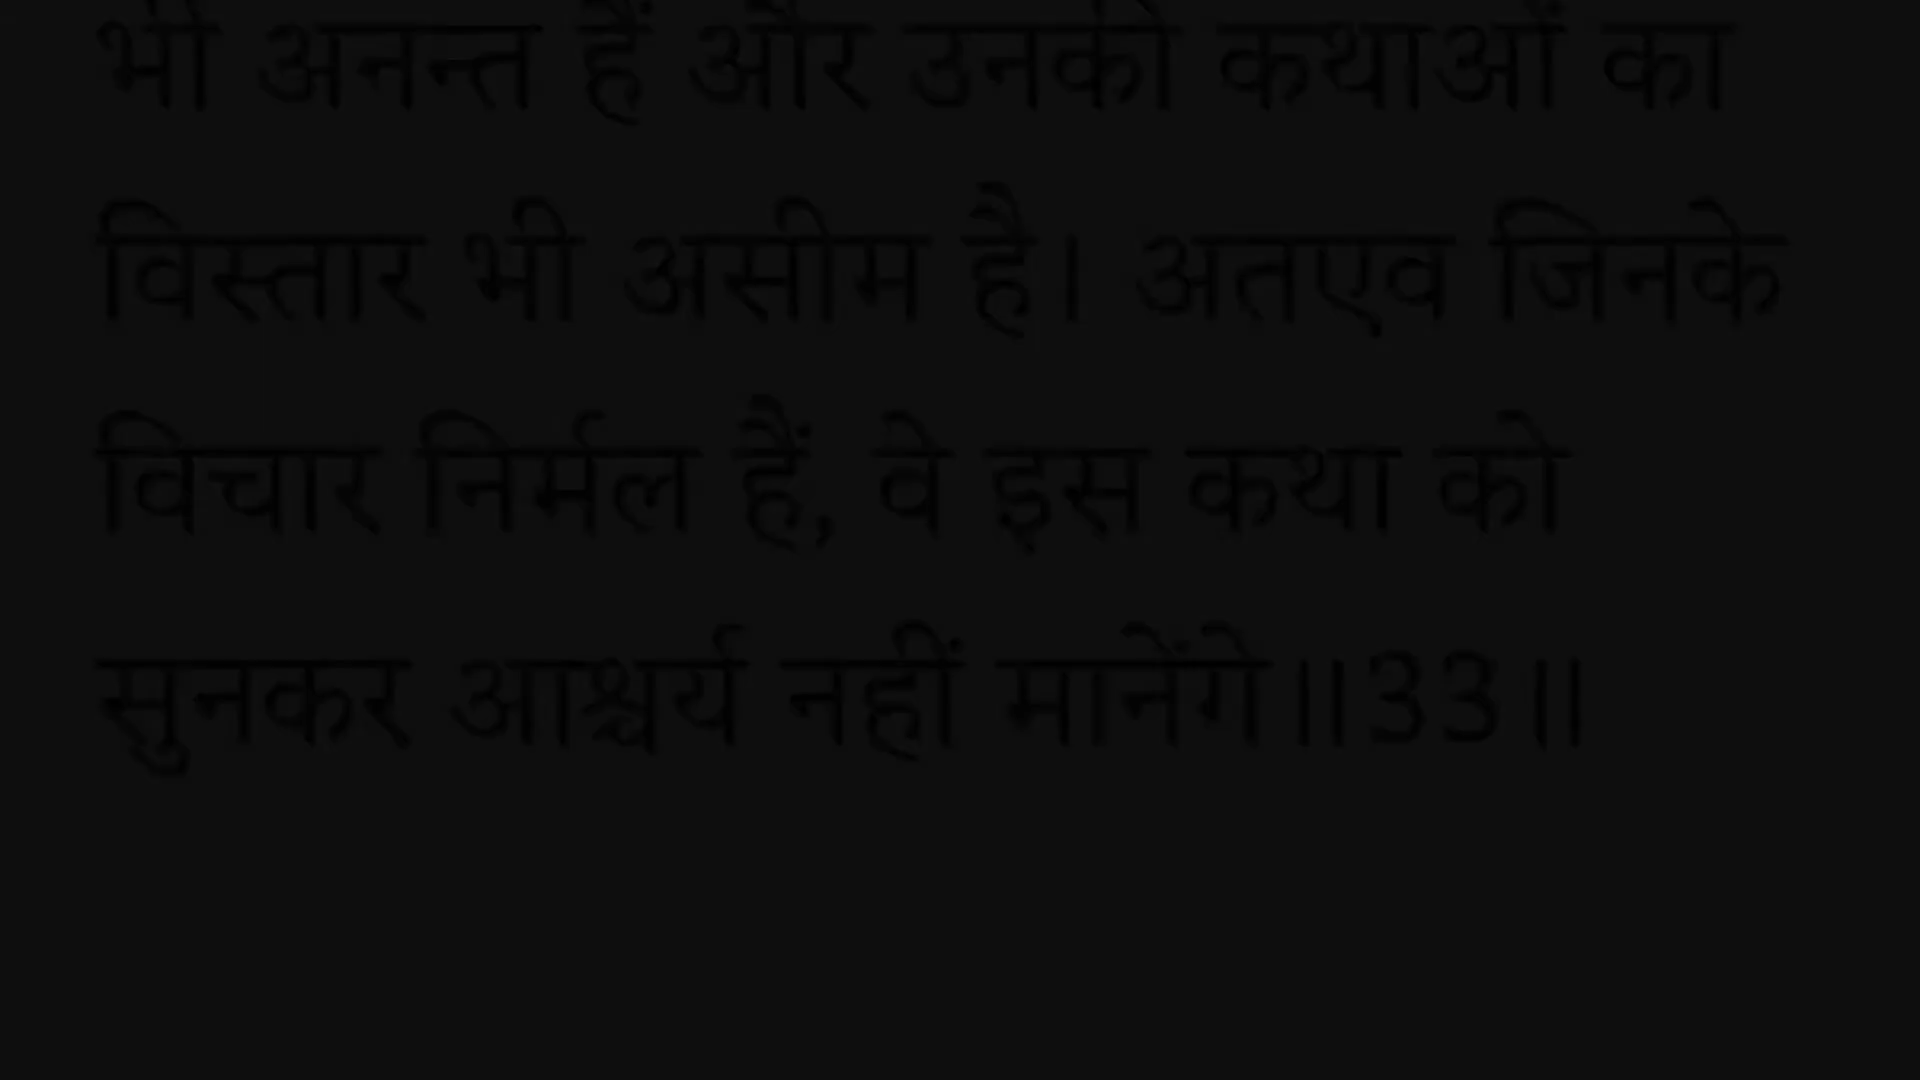 भी अनन्त हैं और उनकी कथाओं का
विस्तार भी असीम है। अतएव जिनके
विचार निर्मल हैं, वे इस कथा को
सुनकर आश्चर्य नहीं मानेंगे॥33॥